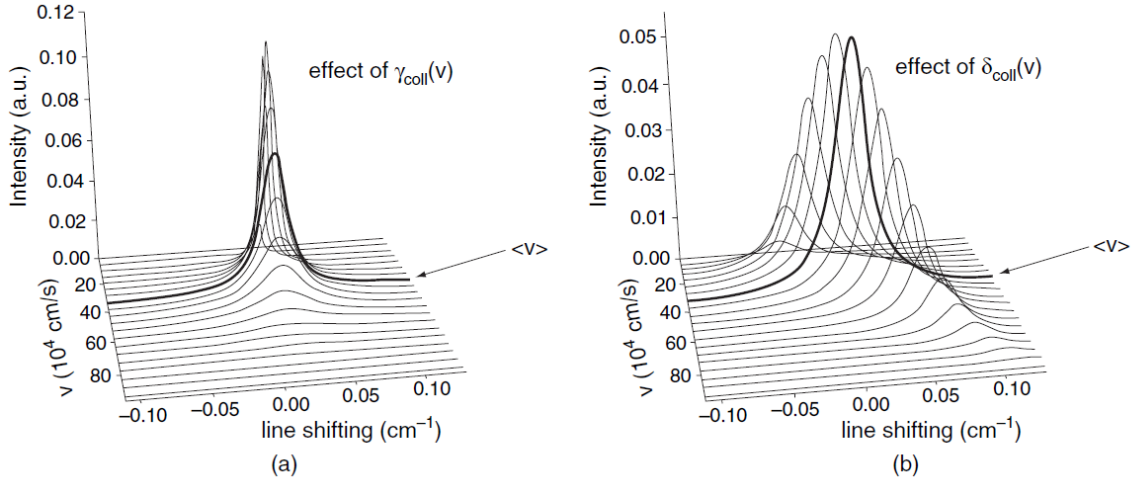 0.12
0.10
0.08
0.06
0.04
0.02
0.00
Intensity (a.u.)
effect of γcoll(v)
<v>
20
40
60
80
v (10⁴ cm/s)
–0.10
–0.05
0.00
0.05
0.10
line shifting (cm⁻¹)
(a)
0.05
0.04
0.03
0.02
0.01
0.00
Intensity (a.u.)
effect of δcoll(v)
<v>
20
40
60
80
v (10⁴ cm/s)
–0.10
–0.05
0.00
0.05
0.10
line shifting (cm⁻¹)
(b)